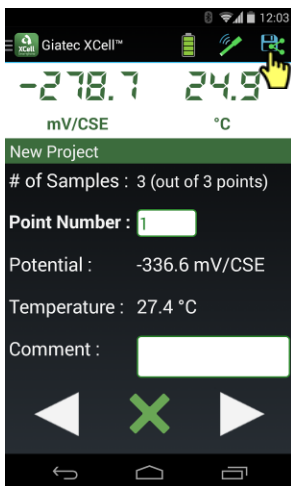 12:03
XCell Giatec XCell™
-278.7 24.9
mV/CSE °C
New Project
# of Samples : 3 (out of 3 points)
Point Number : 1
Potential : -336.6 mV/CSE
Temperature : 27.4 °C
Comment :